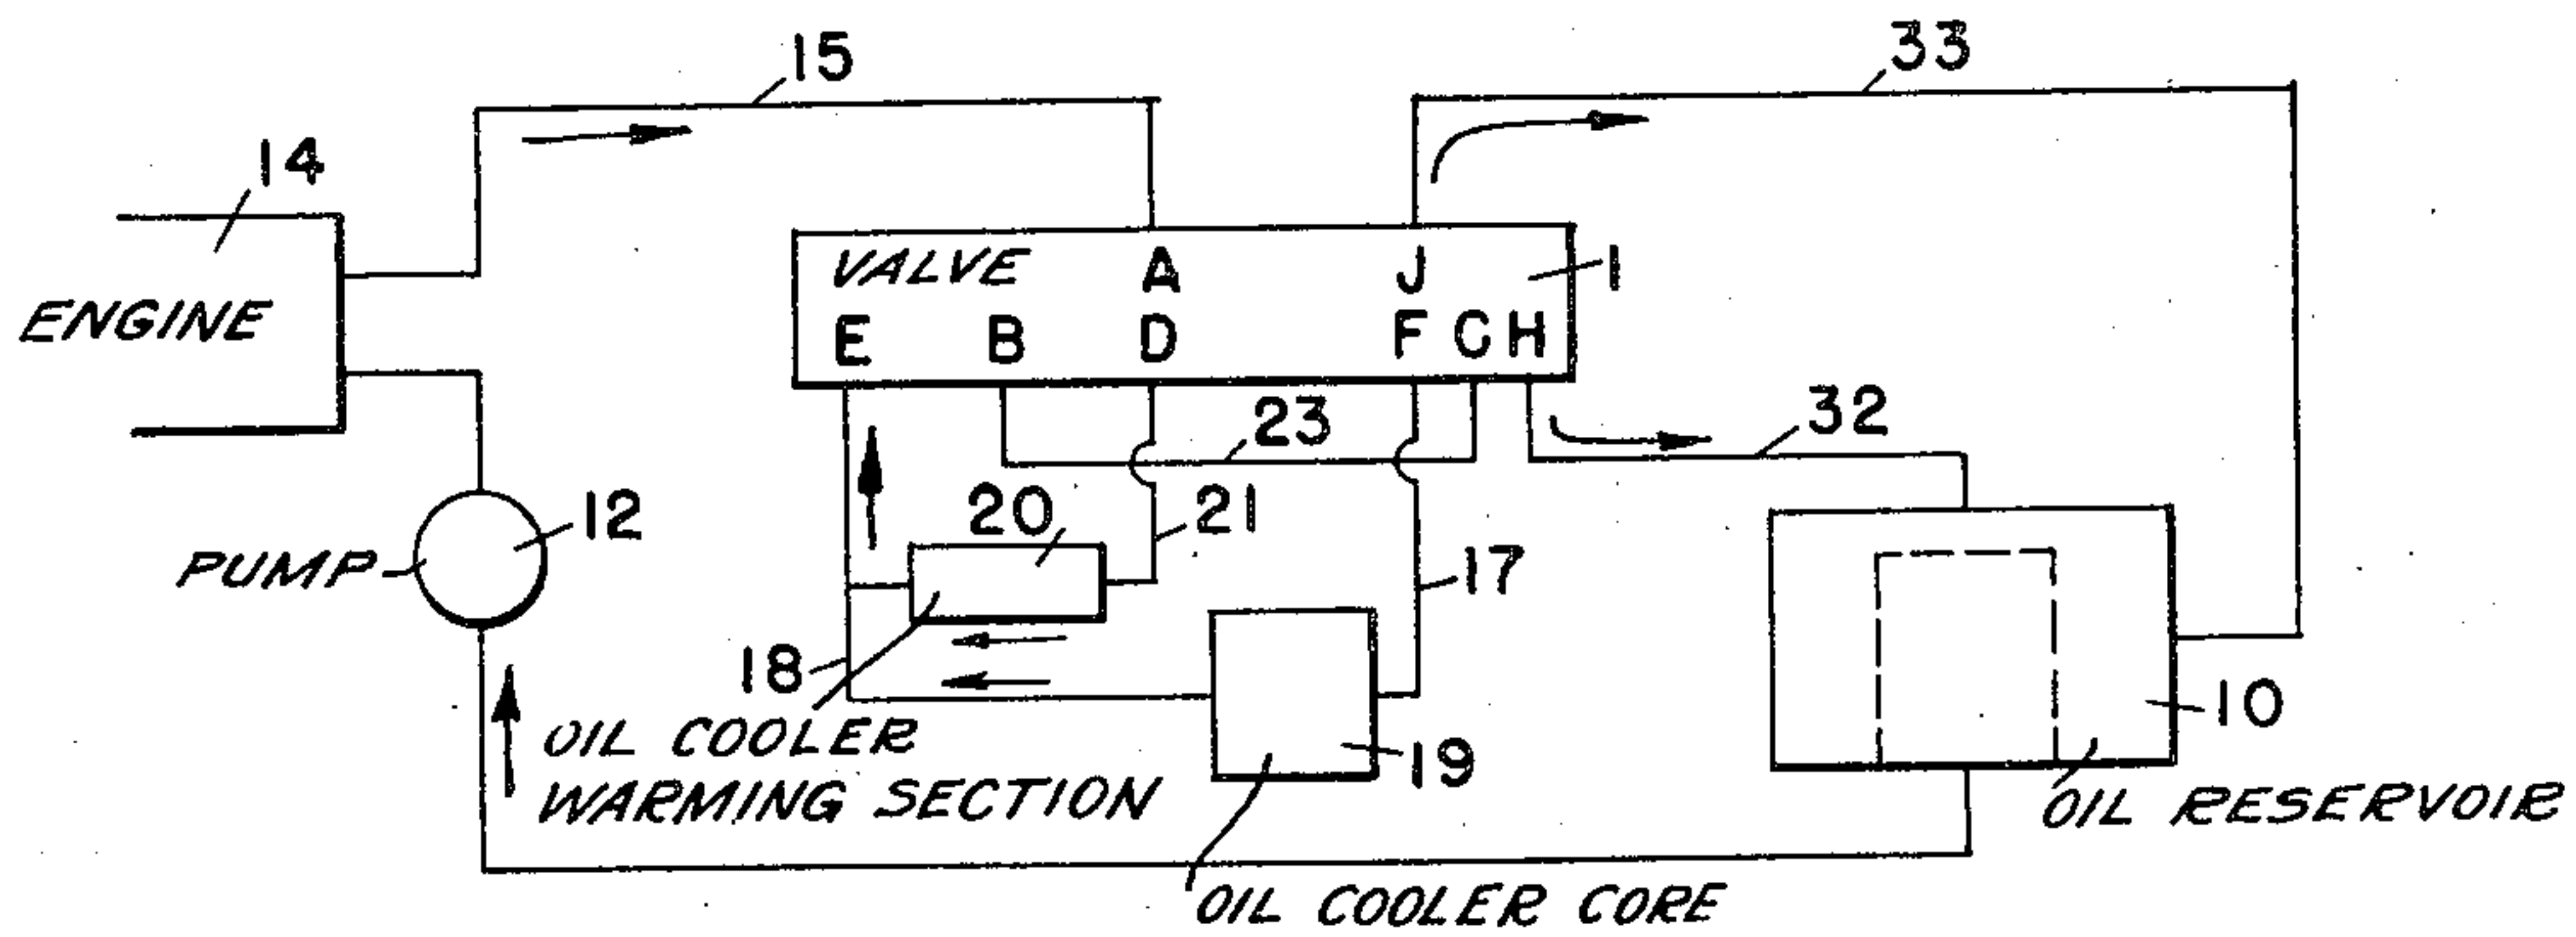 15
33
14
VALVE A J
1
ENGINE
E B D F C H
23
32
20
21
12
PUMP
17
18
10
OIL COOLER
WARMING SECTION
19
OIL RESERVOIR
OIL COOLER CORE